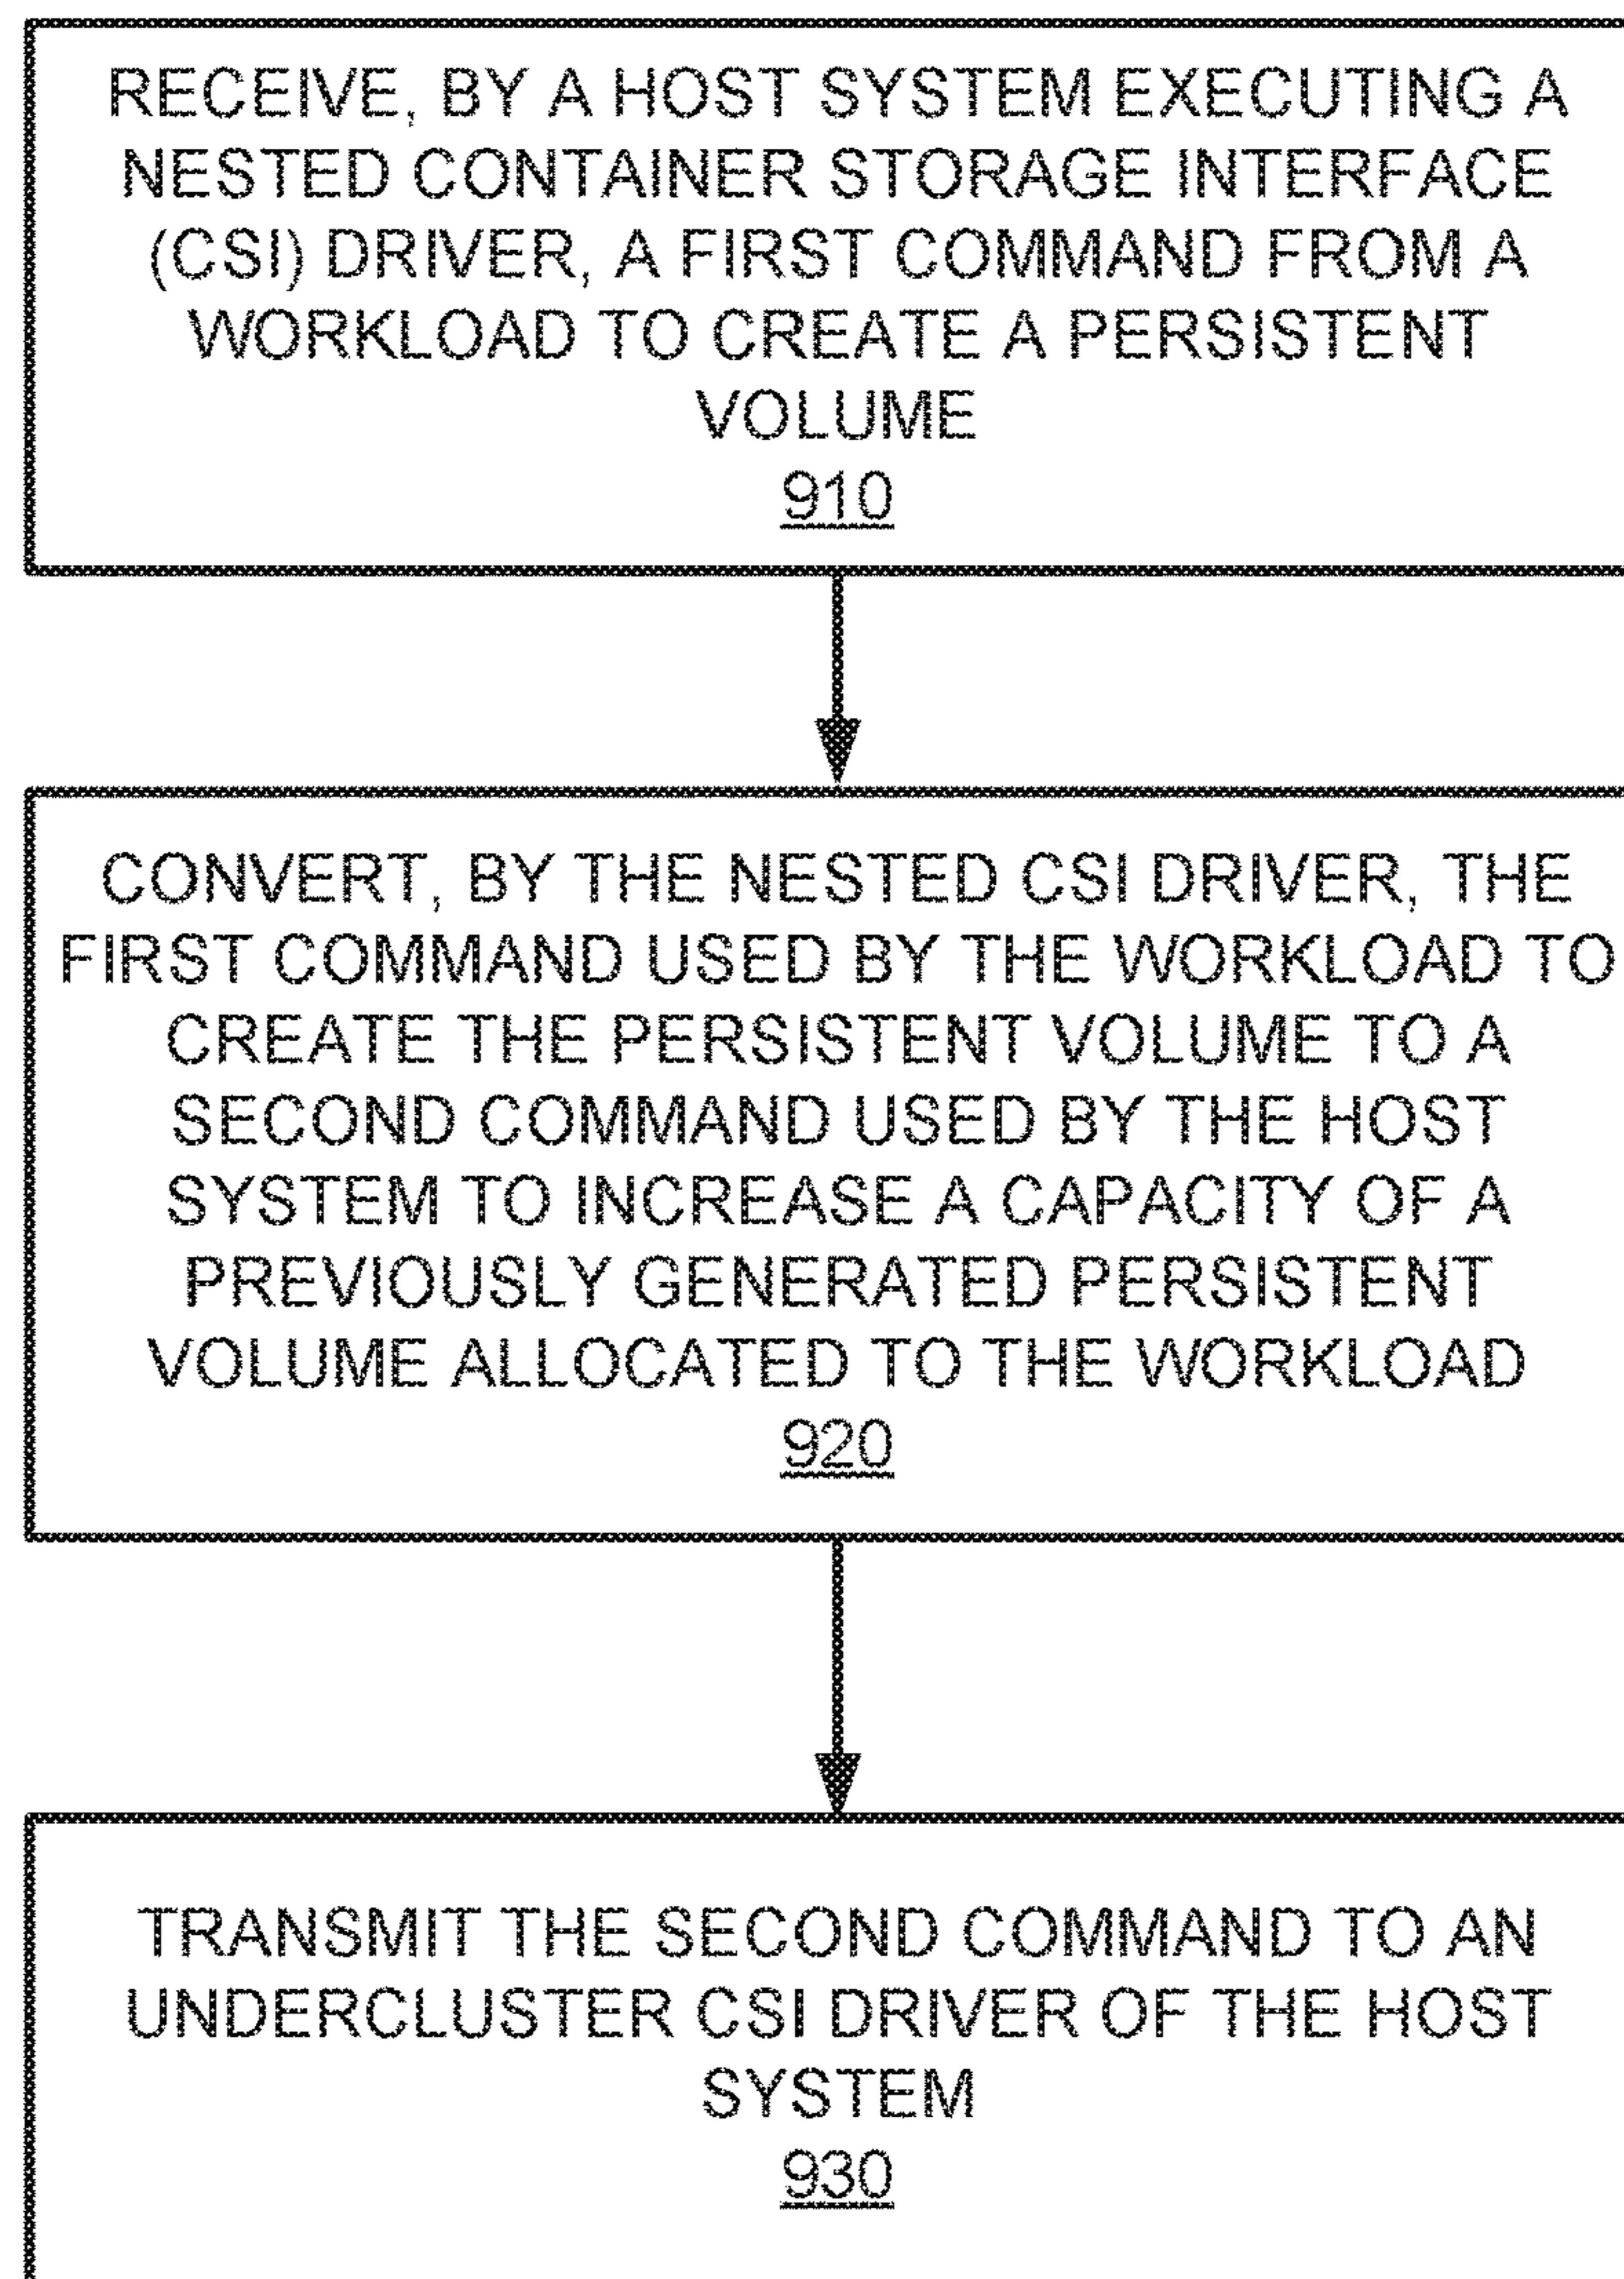 RECEIVE, BY A HOST SYSTEM EXECUTING A
NESTED CONTAINER STORAGE INTERFACE
(CSI) DRIVER, A FIRST COMMAND FROM A
WORKLOAD TO CREATE A PERSISTENT
VOLUME
910
CONVERT, BY THE NESTED CSI DRIVER, THE
FIRST COMMAND USED BY THE WORKLOAD TO
CREATE THE PERSISTENT VOLUME TO A
SECOND COMMAND USED BY THE HOST
SYSTEM TO INCREASE A CAPACITY OF A
PREVIOUSLY GENERATED PERSISTENT
VOLUME ALLOCATED TO THE WORKLOAD
920
TRANSMIT THE SECOND COMMAND TO AN
UNDERCLUSTER CSI DRIVER OF THE HOST
SYSTEM
930